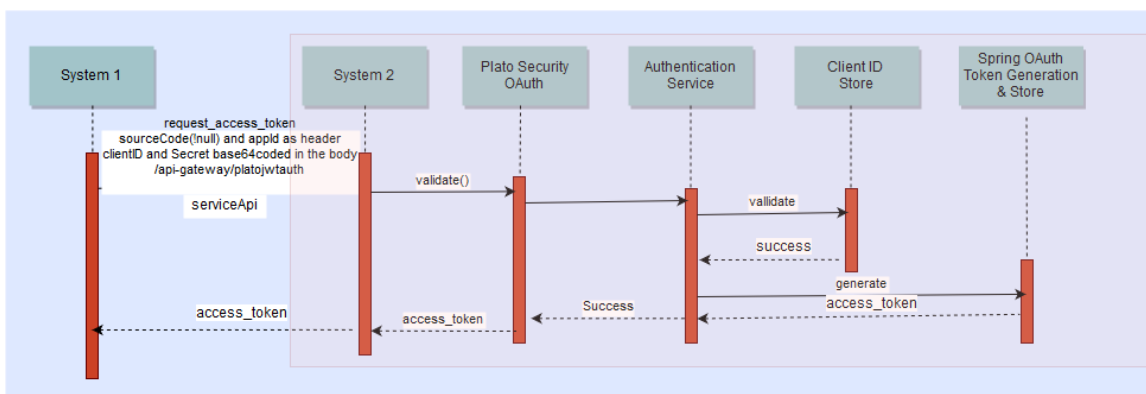 System 1
System 2
Plato Security
OAuth
Authentication
Service
Client ID
Store
Spring OAuth
Token Generation
& Store
request_access_token
sourceCode(!null) and appId as header
clientID and Secret base64coded in the body
/api-gateway/platojwtauth
serviceApi
validate()
vallidate
success
generate
access_token
Success
access_token
access_token